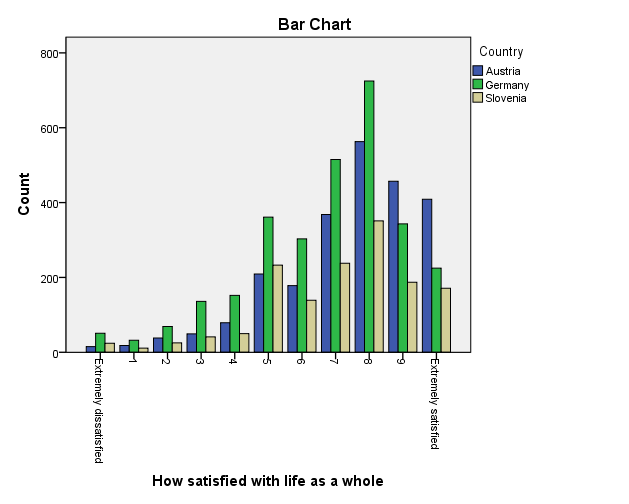 Bar Chart
Country
Austria
Germany
Slovenia
800
600
400
200
0
Count
Extremely dissatisfied
1
2
3
4
5
6
7
8
9
Extremely satisfied
How satisfied with life as a whole